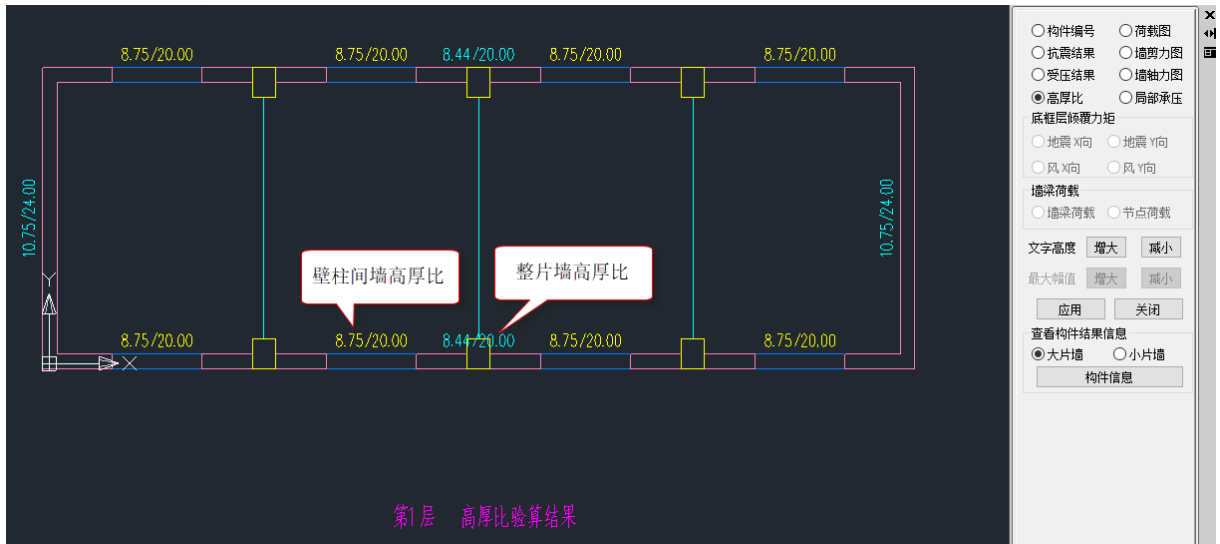 8.75/20.00 8.75/20.00 8.44/20.00 8.75/20.00 8.75/20.00
10.75/24.00
10.75/24.00
壁柱间墙高厚比
整片墙高厚比
Y
8.75/20.00 8.75/20.00 8.44/20.00 8.75/20.00 8.75/20.00
X
第1层 高厚比验算结果
构件编号 荷载图
抗震结果 墙剪力图
受压结果 墙轴力图
高厚比 局部承压
底框层倾覆力矩
地震 X向 地震 Y向
风 X向 风 Y向
墙梁荷载
墙梁荷载 节点荷载
文字高度 增大 减小
最大幅值 增大 减小
应用 关闭
查看构件结果信息
大片墙 小片墙
构件信息